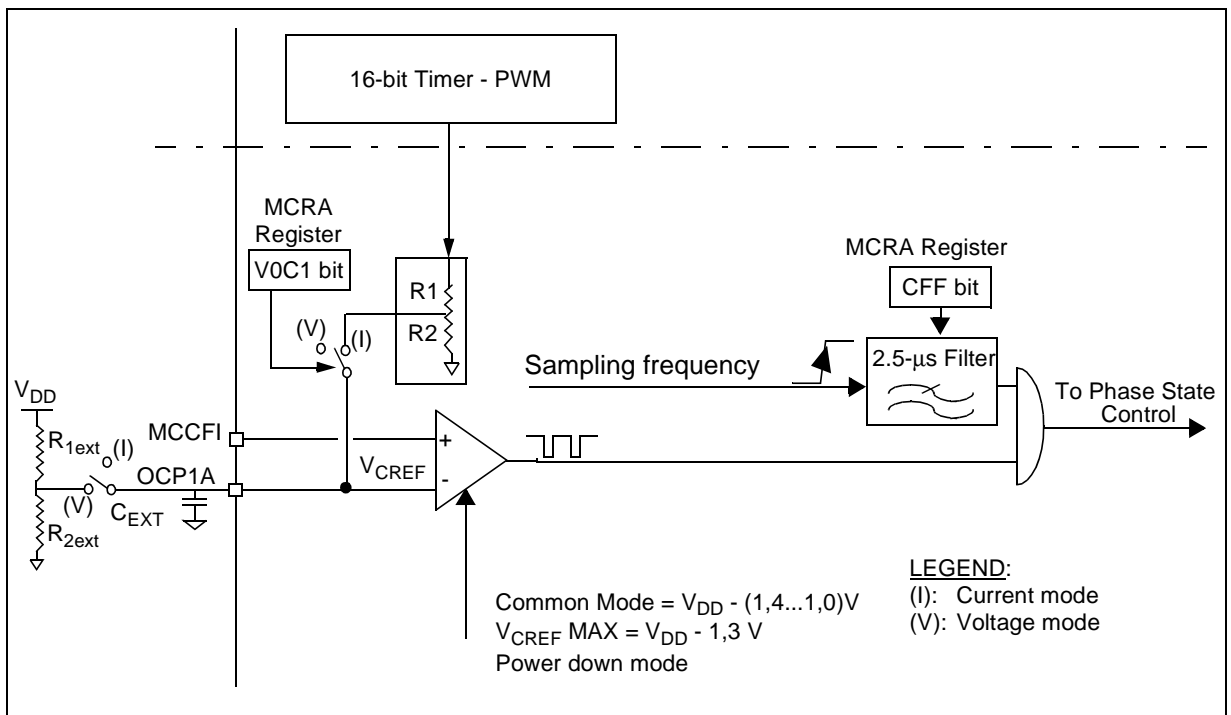 16-bit Timer - PWM
MCRA
Register
V0C1 bit
R1
R2
(V)
(I)
MCRA Register
CFF bit
2.5-μs Filter
Sampling frequency
To Phase State
Control
VDD
R1ext
(I)
MCCFI
OCP1A
(V)
CEXT
R2ext
VCREF
+
-
Common Mode = VDD - (1,4...1,0)V
VCREF MAX = VDD - 1,3 V
Power down mode
LEGEND:
(I): Current mode
(V): Voltage mode